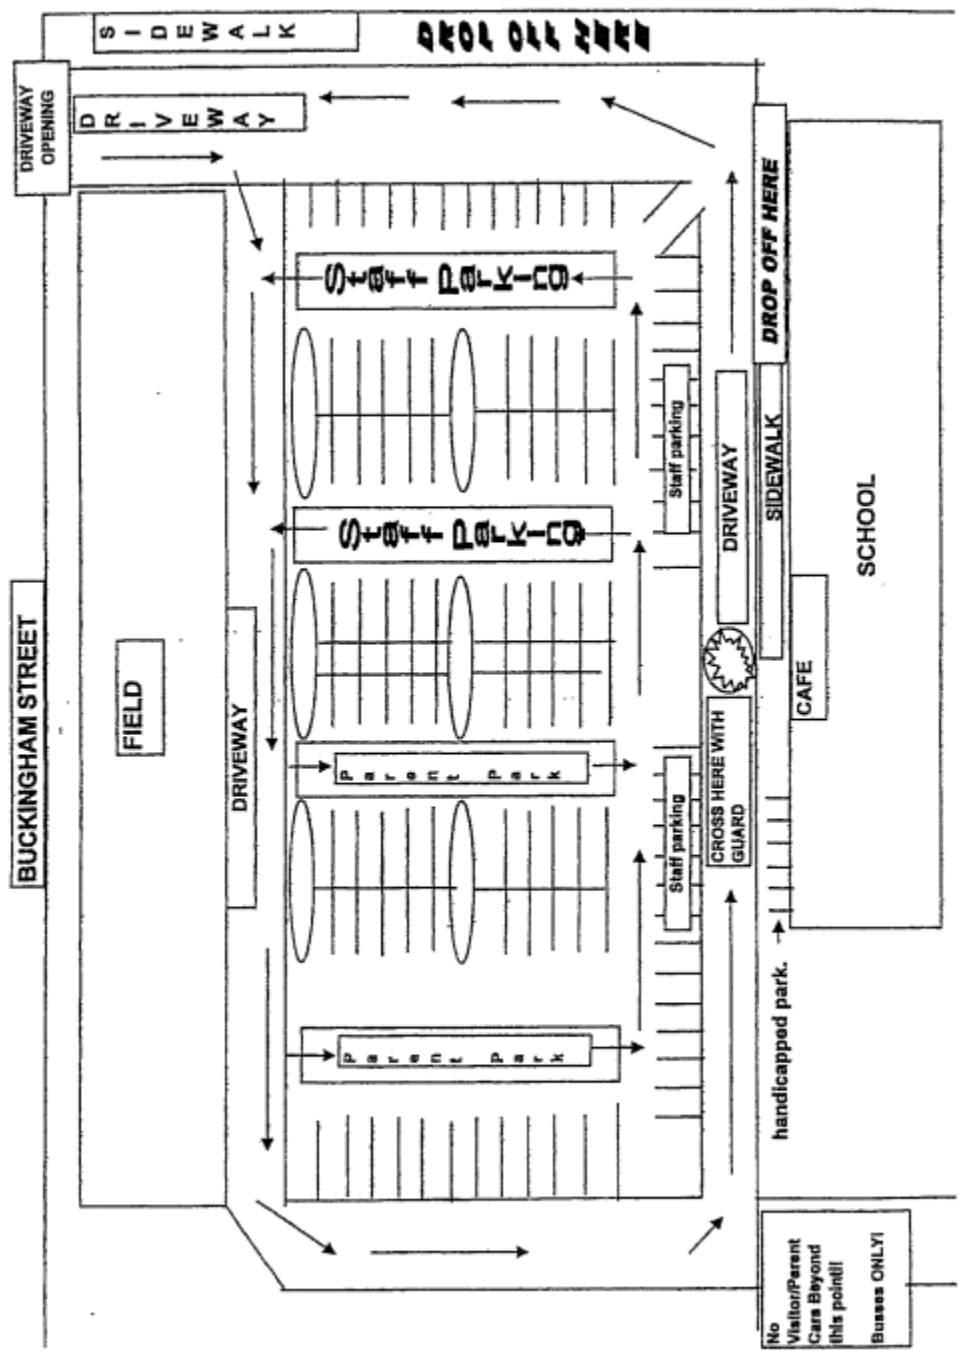 BUCKINGHAM STREET
DRIVEWAY
OPENING
SIDEWALK
DROP OFF HERE
DRIVEWAY
FIELD
DRIVEWAY
Parent Park
Parent Park
Staff Parking
Staff Parking
Staff parking
Staff parking
CROSS HERE WITH
GUARD
DRIVEWAY
handicapped park.
CAFE
SIDEWALK
DROP OFF HERE
SCHOOL
No
Visitor/Parent
Cars Beyond
this point!!
Busses ONLY!